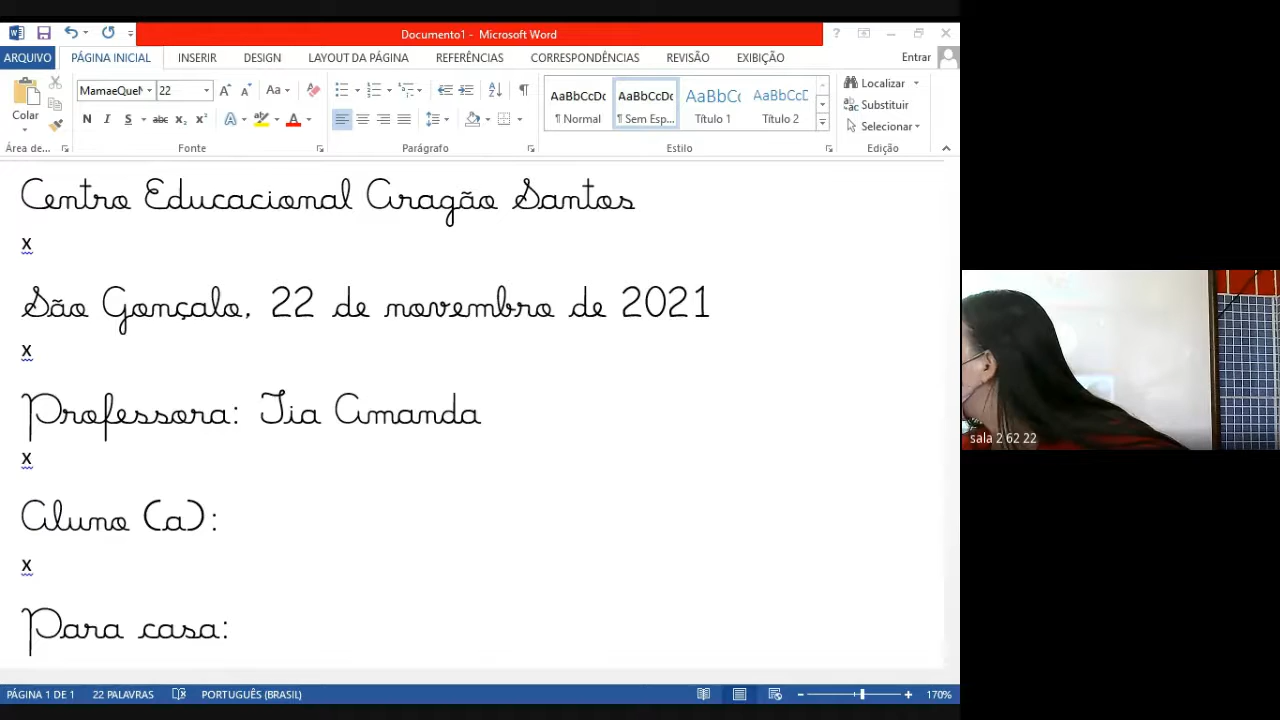 Documento1 - Microsoft Word
ARQUIVO PÁGINA INICIAL INSERIR DESIGN LAYOUT DA PÁGINA REFERÊNCIAS CORRESPONDÊNCIAS REVISÃO EXIBIÇÃO Entrar
Colar
MamaeQueN 22
N I S abc x₂ x²
AaBbCcDc AaBbCcDc AaBbCc AaBbCcD
¶ Normal ¶ Sem Esp... Título 1 Título 2
Localizar
Substituir
Selecionar
Área de... Fonte Parágrafo Estilo Edição
Centro Educacional Aragão Santos
x
São Gonçalo, 22 de novembro de 2021
x
Professora: Tia Amanda
x
Aluno (a):
x
Para casa:
sala 2 62 22
PÁGINA 1 DE 1 22 PALAVRAS PORTUGUÊS (BRASIL) 170%